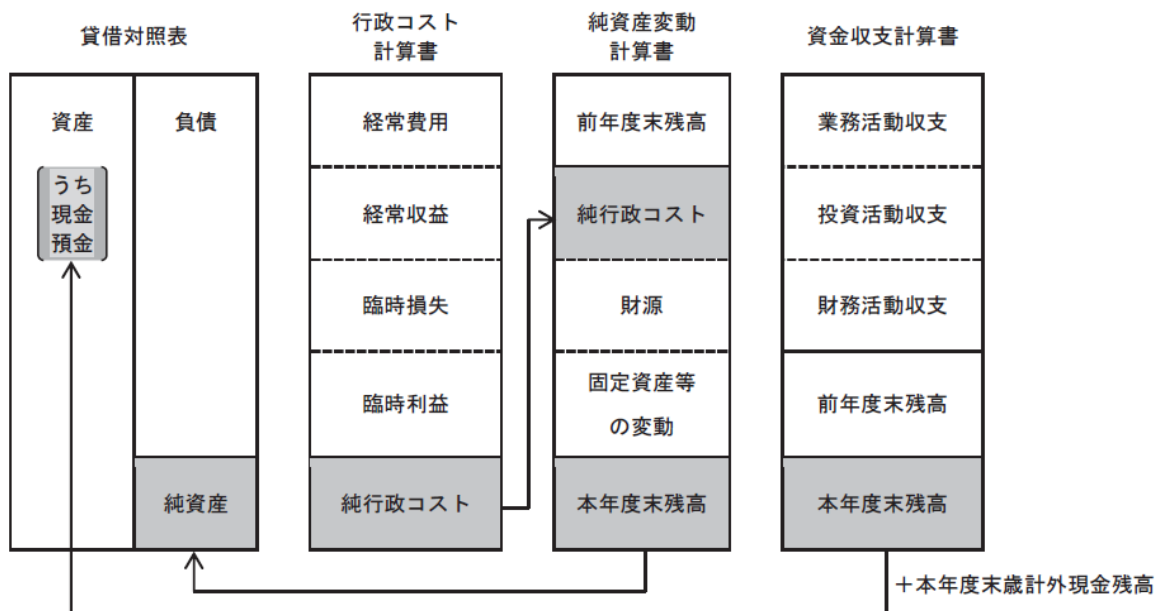 貸借対照表
資産
うち
現金
預金
負債
純資産
行政コスト
計算書
経常費用
経常収益
臨時損失
臨時利益
純行政コスト
純資産変動
計算書
前年度末残高
純行政コスト
財源
固定資産等
の変動
本年度末残高
資金収支計算書
業務活動収支
投資活動収支
財務活動収支
前年度末残高
本年度末残高
＋本年度末歳計外現金残高